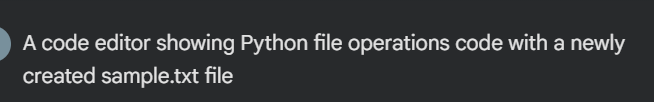 A code editor showing Python file operations code with a newly
created sample.txt file